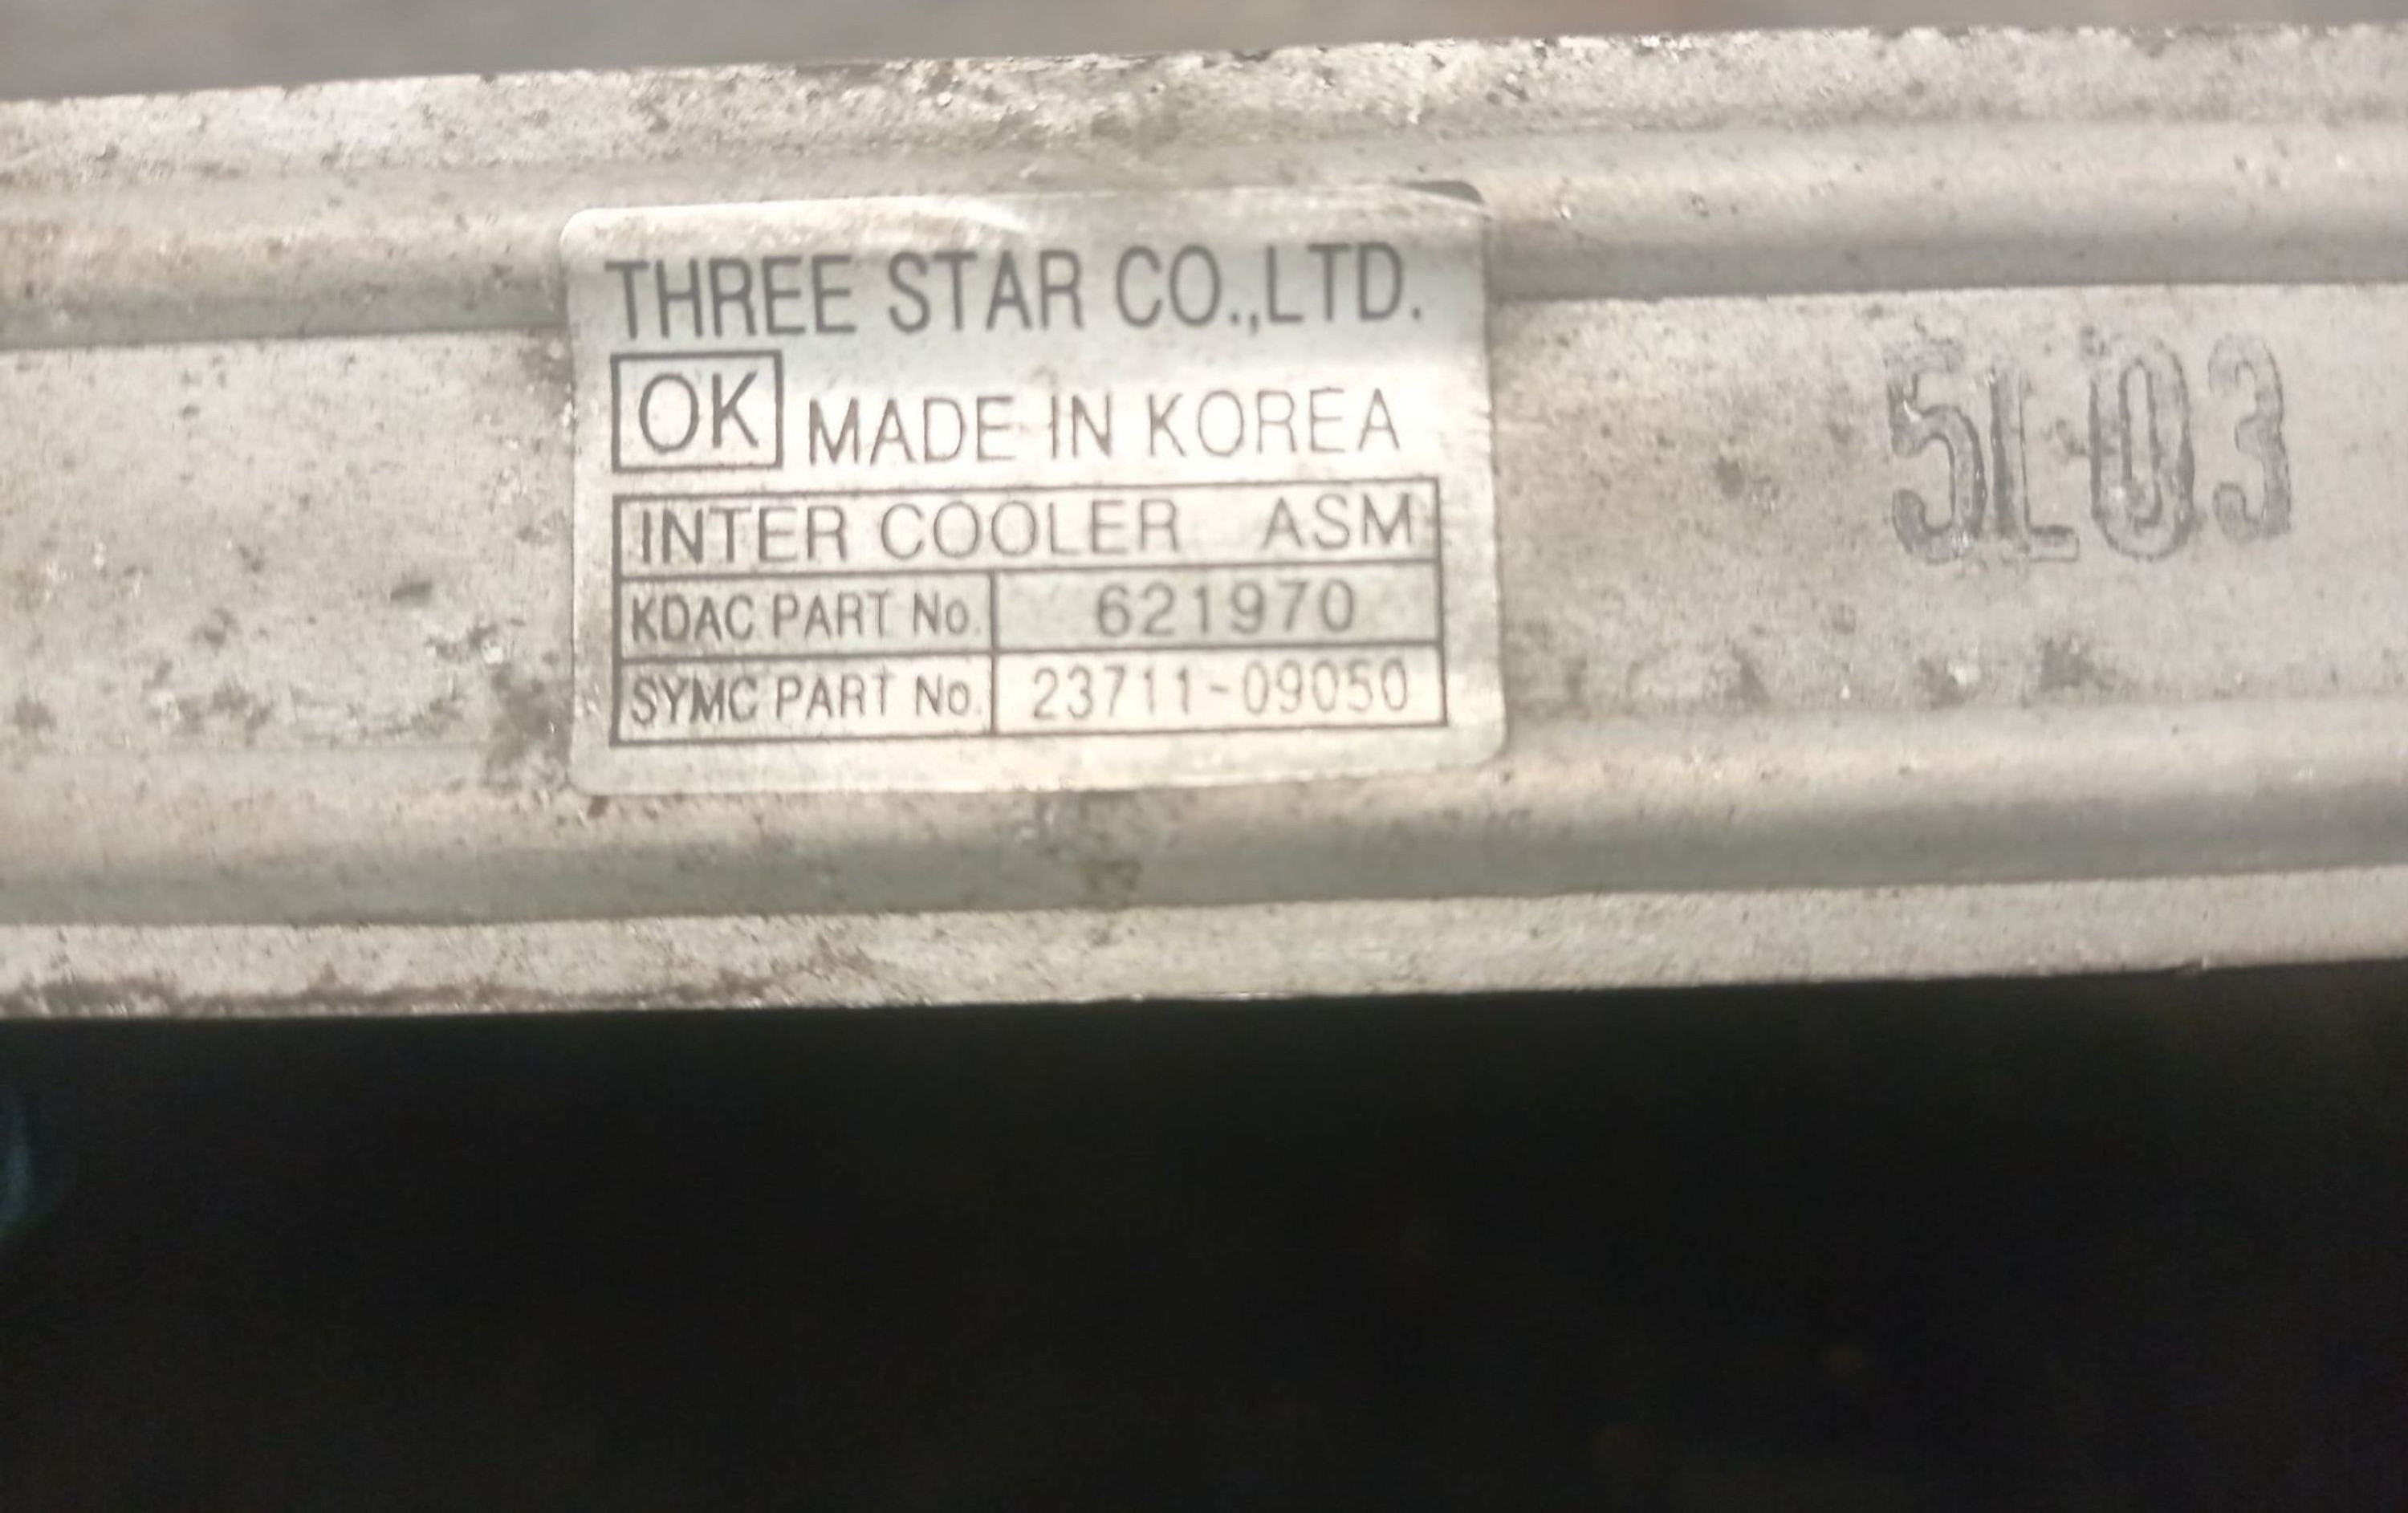 THREE STAR CO.,LTD.
OK MADE IN KOREA
INTER COOLER ASM
KDAC PART No. 621970
SYMC PART No. 23711-09050
5L03